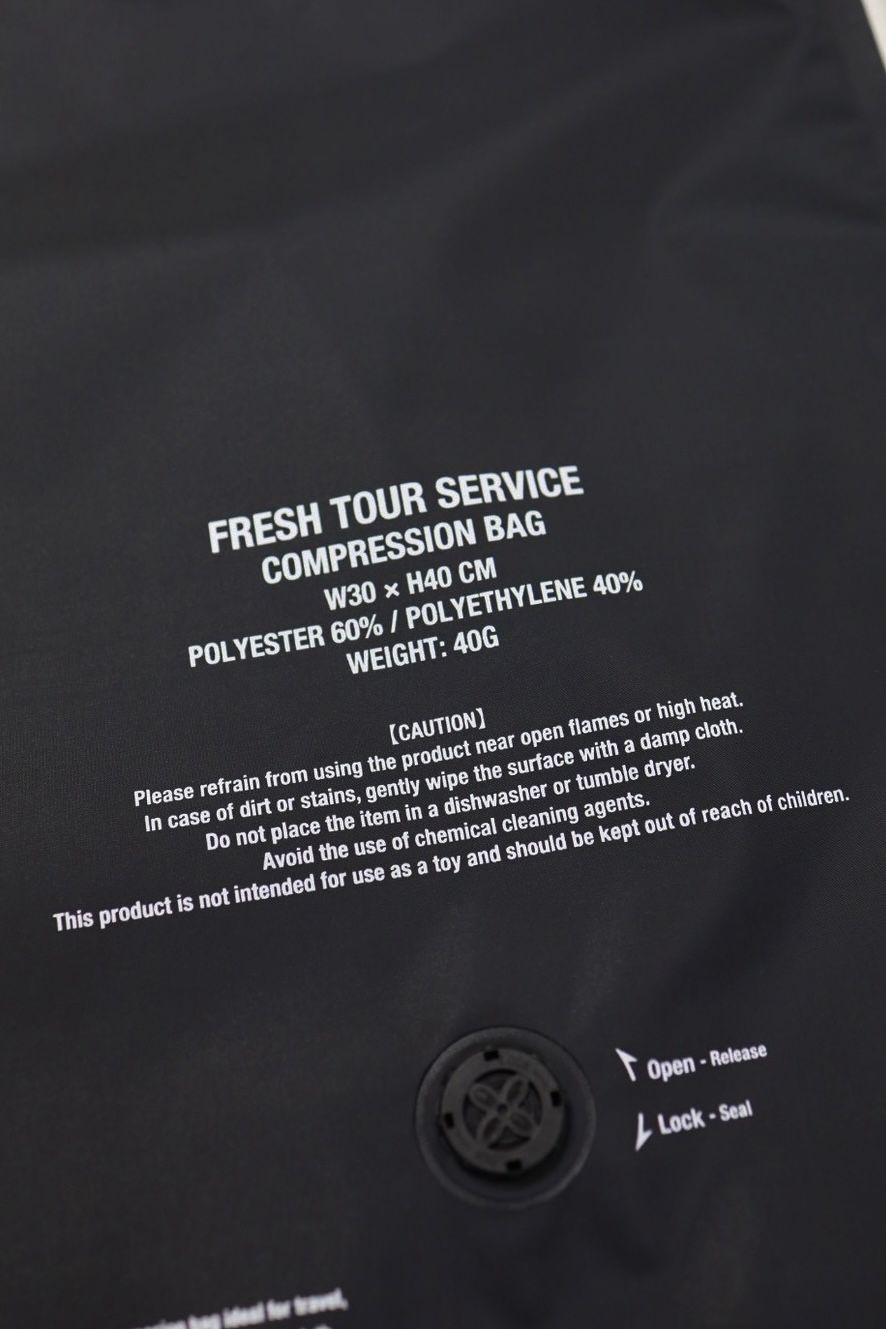 FRESH TOUR SERVICE
COMPRESSION BAG
W30 × H40 CM
POLYESTER 60% / POLYETHYLENE 40%
WEIGHT: 40G
【CAUTION】
Please refrain from using the product near open flames or high heat.
In case of dirt or stains, gently wipe the surface with a damp cloth.
Do not place the item in a dishwasher or tumble dryer.
Avoid the use of chemical cleaning agents.
This product is not intended for use as a toy and should be kept out of reach of children.
Open - Release
Lock - Seal
bag ideal for travel,